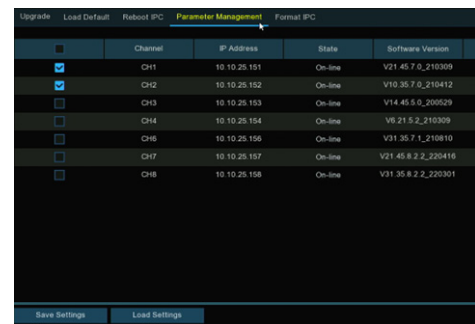 Upgrade Load Default Reboot IPC Parameter Management Format IPC
Channel IP Address State Software Version
CH1 10.10.25.151 On-line V21.45.7.0_210309
CH2 10.10.25.152 On-line V10.35.7.0_210412
CH3 10.10.25.153 On-line V14.45.5.0_200529
CH4 10.10.25.154 On-line V6.21.5.2_210309
CH6 10.10.25.156 On-line V31.35.7.1_210810
CH7 10.10.25.157 On-line V21.45.8.2.2_220416
CH8 10.10.25.158 On-line V31.35.8.2.2_220301
Save Settings Load Settings